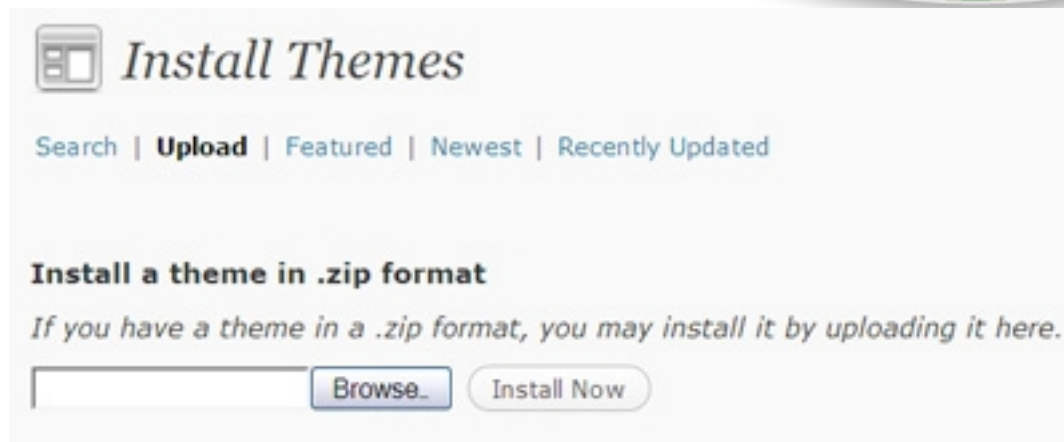 Install Themes
Search | Upload | Featured | Newest | Recently Updated
Install a theme in .zip format
If you have a theme in a .zip format, you may install it by uploading it here.
Browse.. Install Now